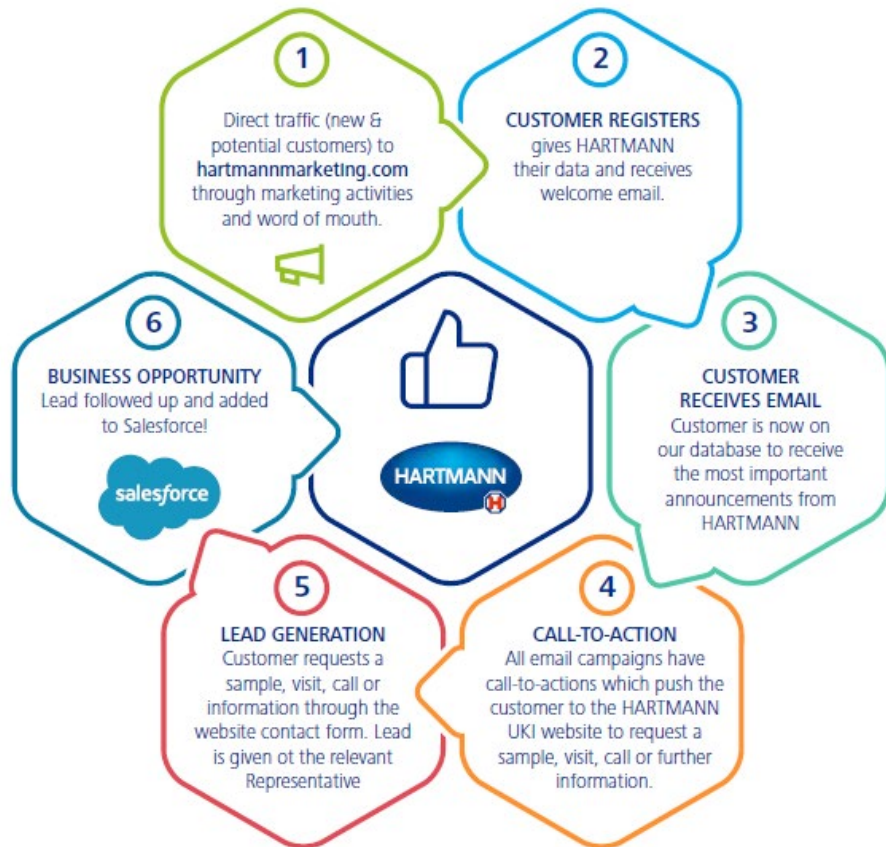 1
Direct traffic (new &
potential customers) to
hartmannmarketing.com
through marketing activities
and word of mouth.
2
CUSTOMER REGISTERS
gives HARTMANN
their data and receives
welcome email.
3
CUSTOMER
RECEIVES EMAIL
Customer is now on
our database to receive
the most important
announcements from
HARTMANN
4
CALL-TO-ACTION
All email campaigns have
call-to-actions which push the
customer to the HARTMANN
UKI website to request a
sample, visit, call or further
information.
5
LEAD GENERATION
Customer requests a
sample, visit, call or
information through the
website contact form. Lead
is given ot the relevant
Representative
6
BUSINESS OPPORTUNITY
Lead followed up and added
to Salesforce!
salesforce
HARTMANN
H